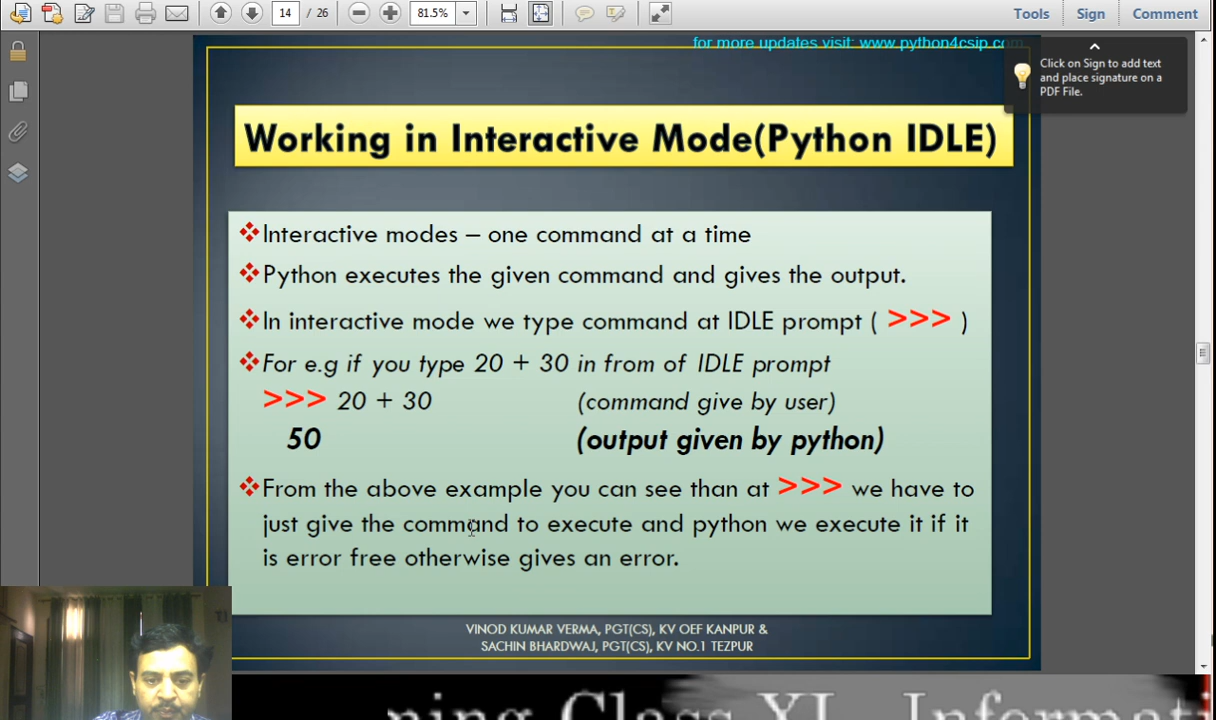 14 / 26
81.5%
Tools Sign Comment
for more updates visit: www.python4csip.com
Click on Sign to add text
and place signature on a
PDF File.
Working in Interactive Mode(Python IDLE)
❖Interactive modes – one command at a time
❖Python executes the given command and gives the output.
❖In interactive mode we type command at IDLE prompt ( >>> )
❖For e.g if you type 20 + 30 in from of IDLE prompt
>>> 20 + 30 (command give by user)
50 (output given by python)
❖From the above example you can see than at >>> we have to
just give the command to execute and python we execute it if it
is error free otherwise gives an error.
VINOD KUMAR VERMA, PGT(CS), KV OEF KANPUR &
SACHIN BHARDWAJ, PGT(CS), KV NO.1 TEZPUR
ning Class XI Informati